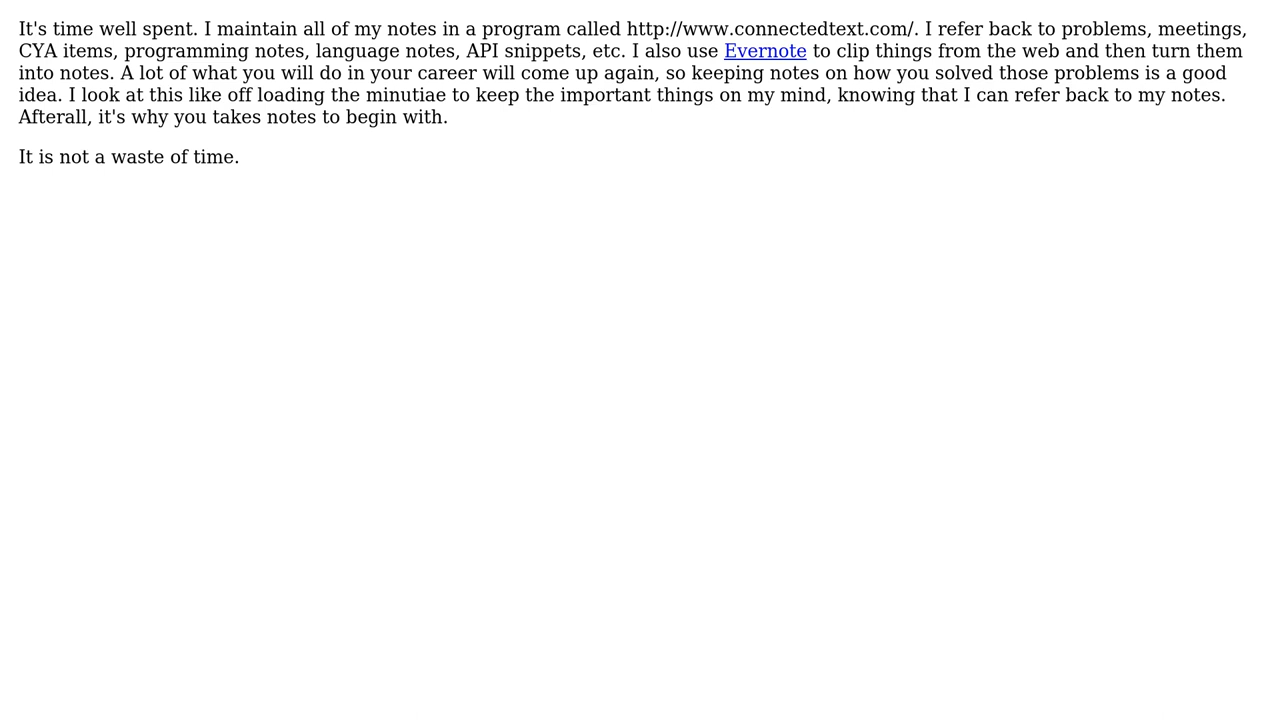 It's time well spent. I maintain all of my notes in a program called http://www.connectedtext.com/. I refer back to problems, meetings,
CYA items, programming notes, language notes, API snippets, etc. I also use Evernote to clip things from the web and then turn them
into notes. A lot of what you will do in your career will come up again, so keeping notes on how you solved those problems is a good
idea. I look at this like off loading the minutiae to keep the important things on my mind, knowing that I can refer back to my notes.
Afterall, it's why you takes notes to begin with.
It is not a waste of time.